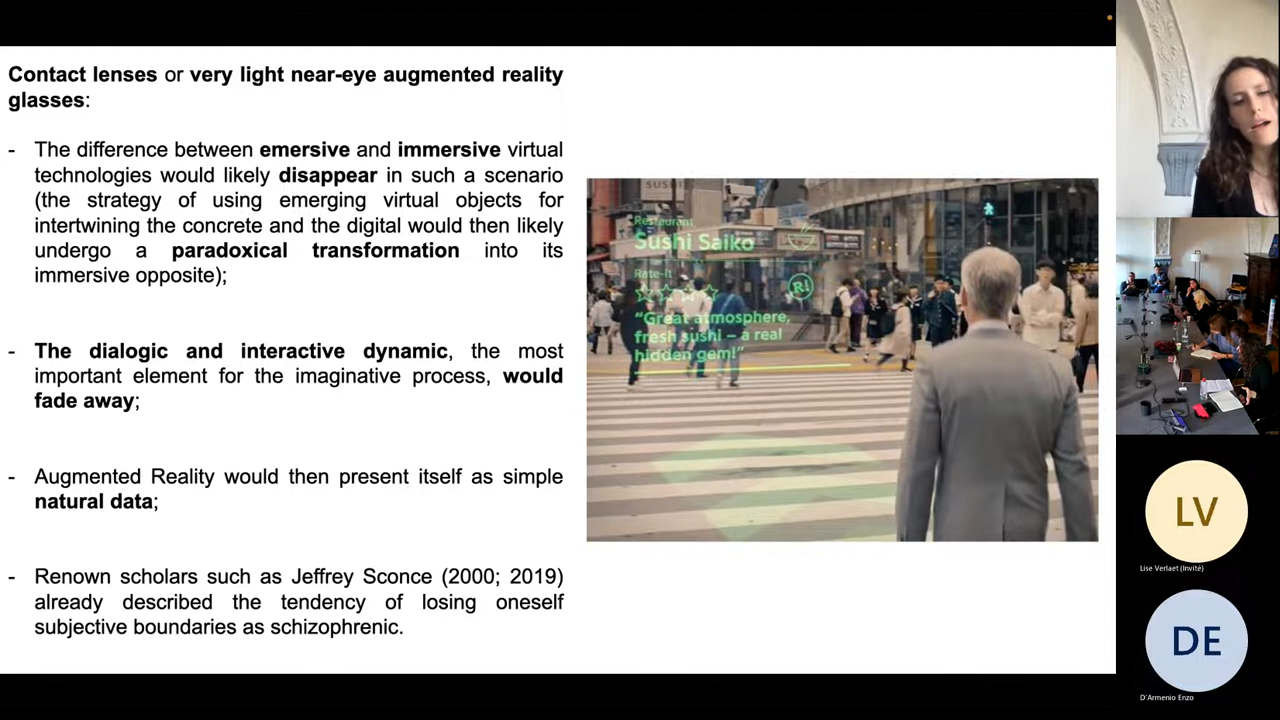 Contact lenses or very light near-eye augmented reality
glasses:
- The difference between emersive and immersive virtual
technologies would likely disappear in such a scenario
(the strategy of using emerging virtual objects for
intertwining the concrete and the digital would then likely
undergo a paradoxical transformation into its
immersive opposite);
- The dialogic and interactive dynamic, the most
important element for the imaginative process, would
fade away;
- Augmented Reality would then present itself as simple
natural data;
- Renown scholars such as Jeffrey Sconce (2000; 2019)
already described the tendency of losing oneself
subjective boundaries as schizophrenic.
SUSHI
Restaurant
Sushi Saiko
Rate-It
R!
“Great atmosphere,
fresh sushi – a real
hidden gem!”
LV
Lise Verlaet (Invité)
DE
D'Armenio Enzo